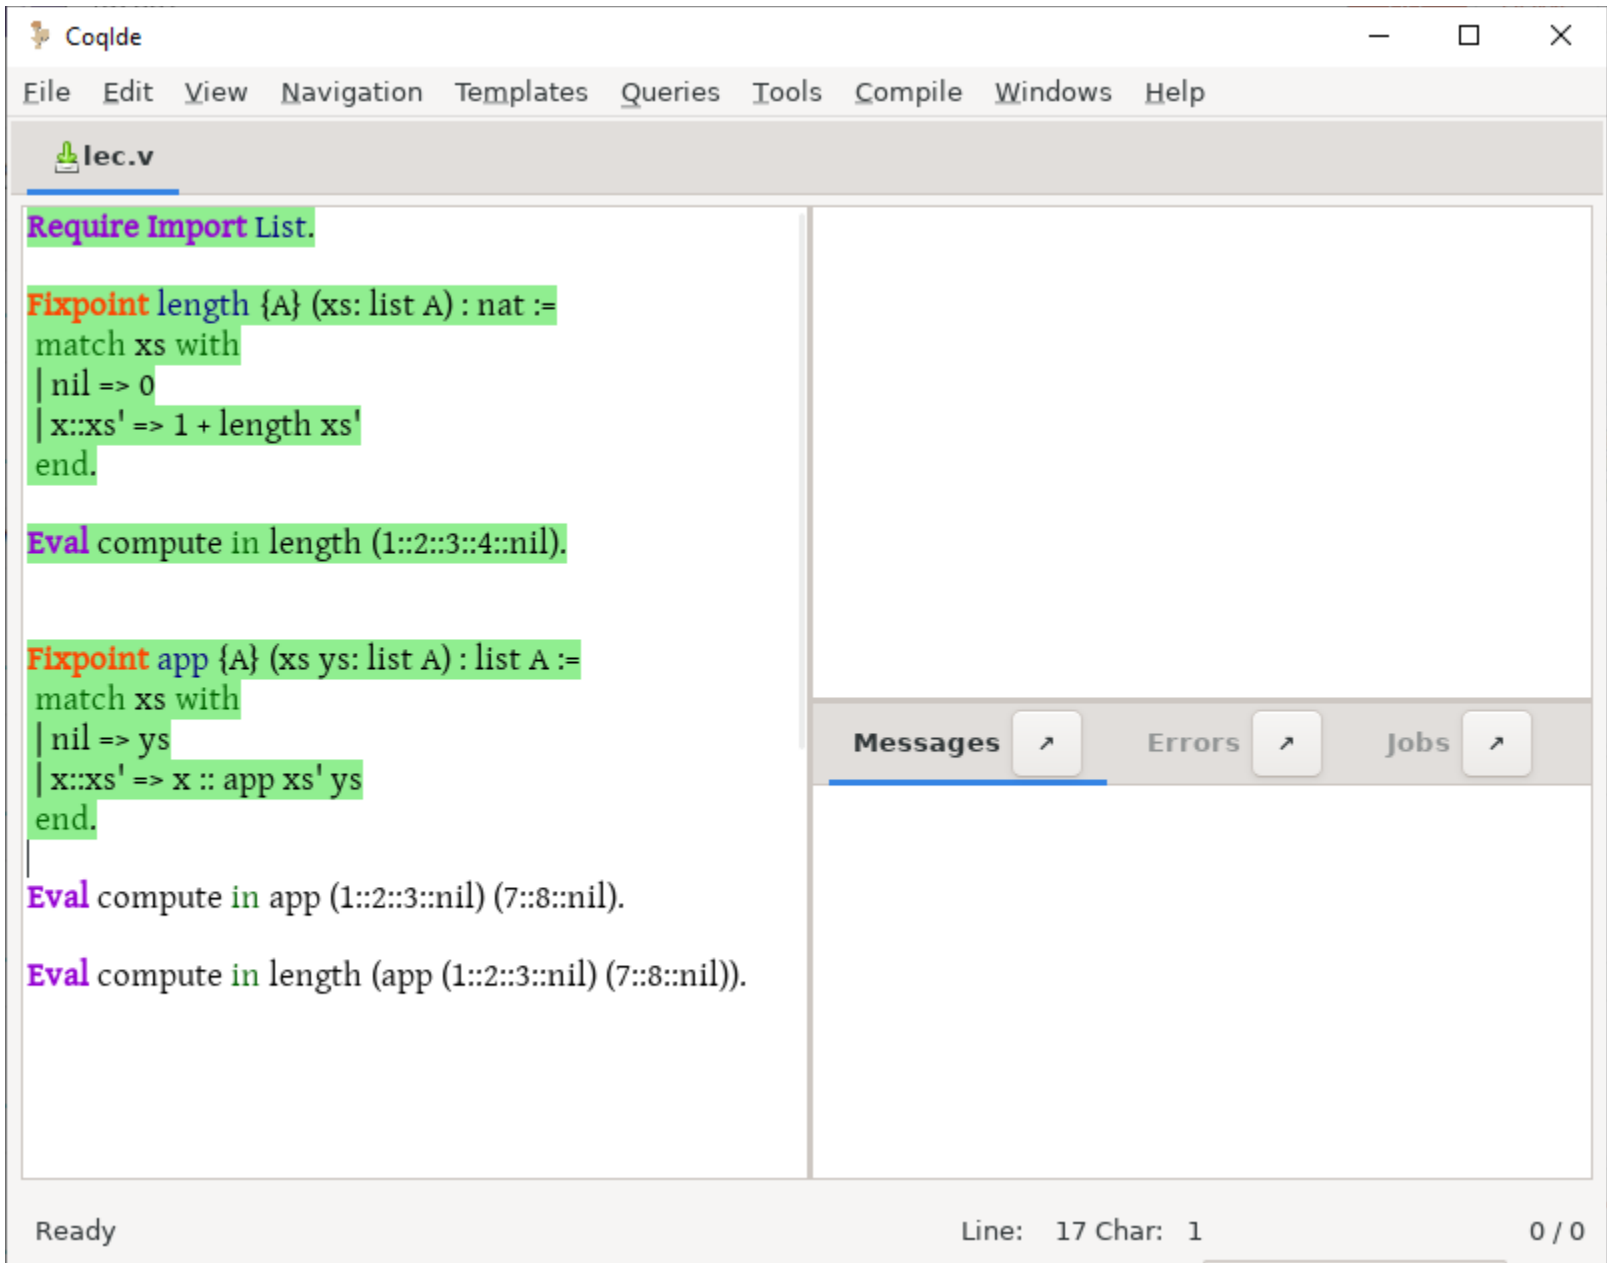 CoqIde
File Edit View Navigation Templates Queries Tools Compile Windows Help
lec.v
Require Import List.
Fixpoint length {A} (xs: list A) : nat :=
match xs with
| nil => 0
| x::xs' => 1 + length xs'
end.
Eval compute in length (1::2::3::4::nil).
Fixpoint app {A} (xs ys: list A) : list A :=
match xs with
| nil => ys
| x::xs' => x :: app xs' ys
end.
Eval compute in app (1::2::3::nil) (7::8::nil).
Eval compute in length (app (1::2::3::nil) (7::8::nil)).
Messages ↗ Errors ↗ Jobs ↗
Ready Line: 17 Char: 1 0 / 0